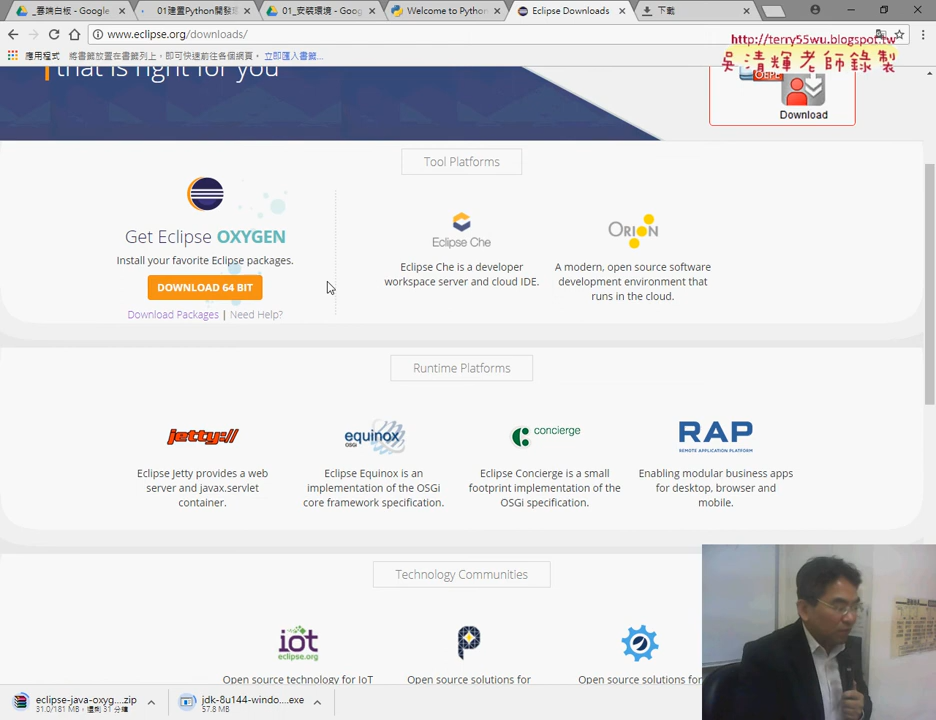 _雲端白板 - Google
01建置Python開發環
01_安裝環境 - Goog
Welcome to Python
Eclipse Downloads
下載
www.eclipse.org/downloads/
http://terry55wu.blogspot.tw
應用程式
將書籤放置在書籤列上，即可快速前往各個網頁。
立即匯入書籤...
吳清輝老師錄製
that is right for you
OEPE
Download
Tool Platforms
Get Eclipse OXYGEN
Install your favorite Eclipse packages.
DOWNLOAD 64 BIT
Download Packages | Need Help?
Eclipse Che
Eclipse Che is a developer
workspace server and cloud IDE.
ORION
A modern, open source software
development environment that
runs in the cloud.
Runtime Platforms
jetty://
Eclipse Jetty provides a web
server and javax.servlet
container.
equinox
OSGi
Eclipse Equinox is an
implementation of the OSGi
core framework specification.
concierge
Eclipse Concierge is a small
footprint implementation of the
OSGi specification.
RAP
REMOTE APPLICATION PLATFORM
Enabling modular business apps
for desktop, browser and
mobile.
Technology Communities
iot
eclipse.org
Open source technology for IoT
Open source solutions for
Open source solutions for
eclipse-java-oxyg....zip
31.0/181 MB，還剩 31 分鐘
jdk-8u144-windo....exe
57.8 MB